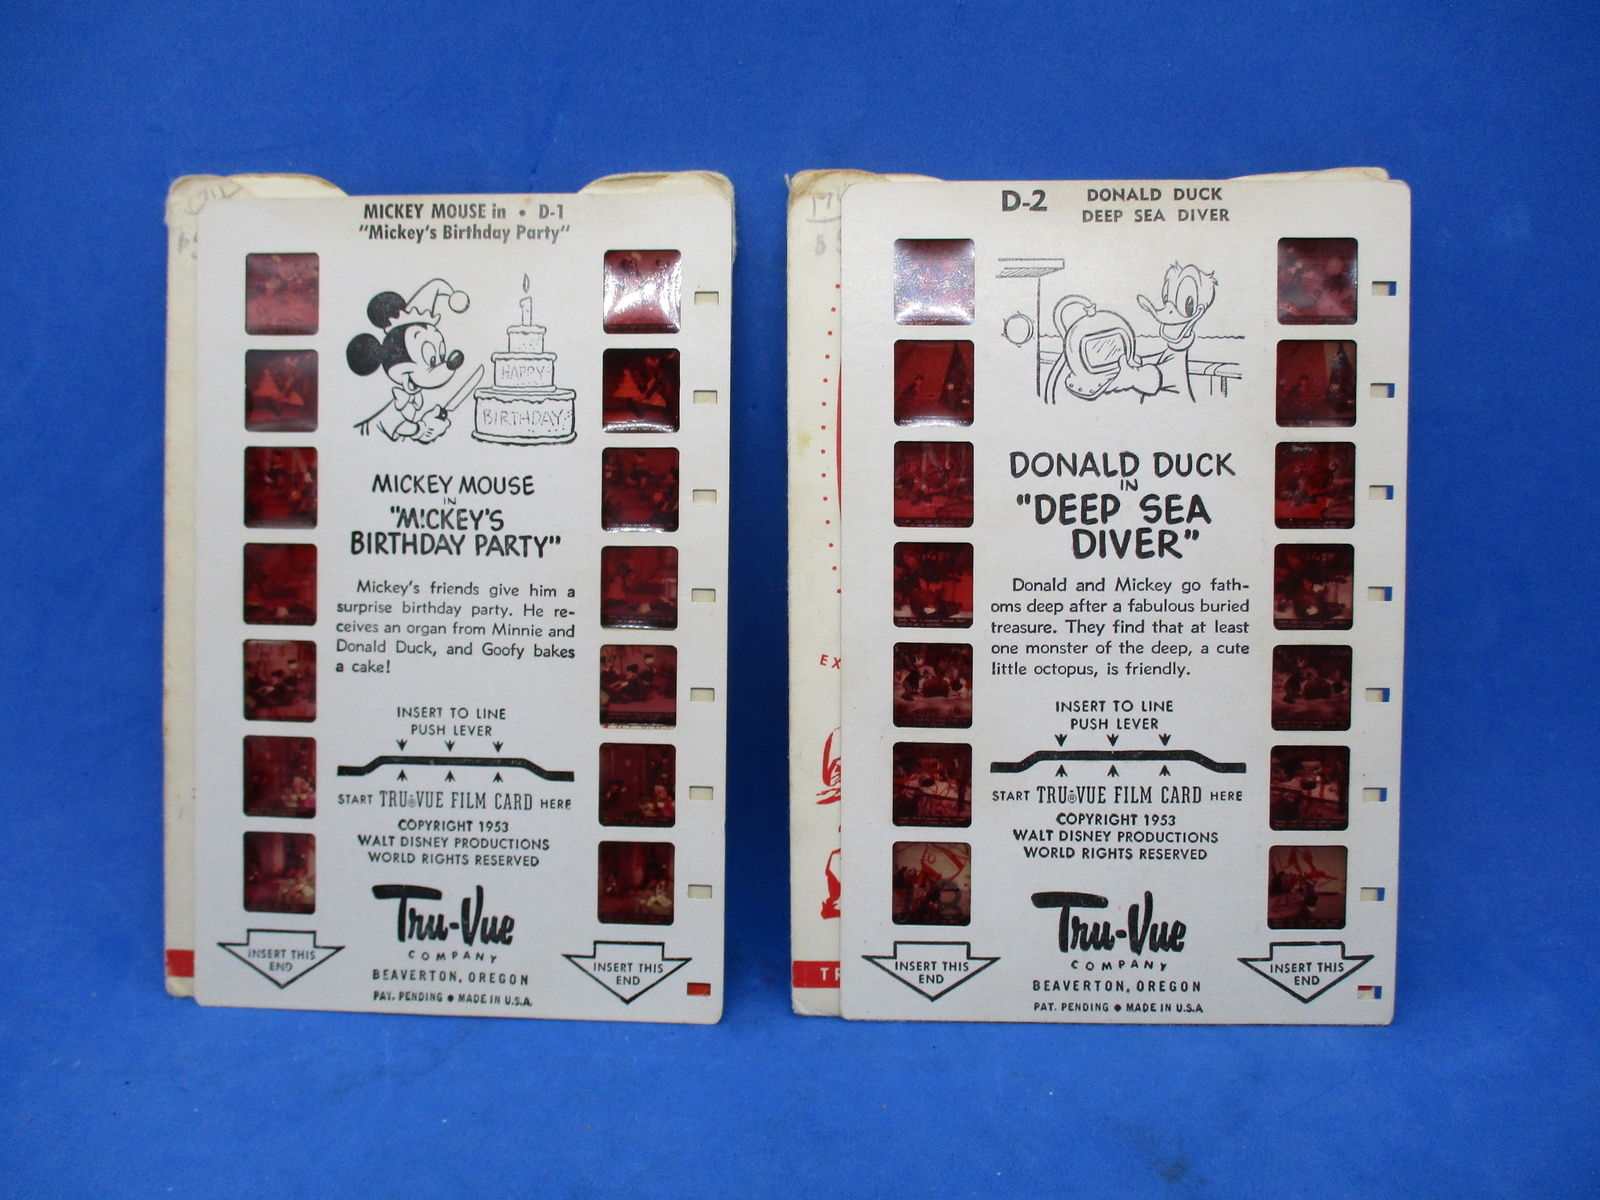 MICKEY MOUSE in • D-1
"Mickey's Birthday Party"
HAPPY
BIRTHDAY
MICKEY MOUSE
IN
"MICKEY'S
BIRTHDAY PARTY"
Mickey's friends give him a
surprise birthday party. He re-
ceives an organ from Minnie and
Donald Duck, and Goofy bakes
a cake!
INSERT TO LINE
PUSH LEVER
START TRU®VUE FILM CARD HERE
COPYRIGHT 1953
WALT DISNEY PRODUCTIONS
WORLD RIGHTS RESERVED
Tru-Vue
COMPANY
BEAVERTON, OREGON
PAT. PENDING • MADE IN U.S.A.
INSERT THIS
END
INSERT THIS
END
D-2 DONALD DUCK
DEEP SEA DIVER
DONALD DUCK
IN
"DEEP SEA
DIVER"
Donald and Mickey go fath-
oms deep after a fabulous buried
treasure. They find that at least
one monster of the deep, a cute
little octopus, is friendly.
INSERT TO LINE
PUSH LEVER
START TRU®VUE FILM CARD HERE
COPYRIGHT 1953
WALT DISNEY PRODUCTIONS
WORLD RIGHTS RESERVED
Tru-Vue
COMPANY
BEAVERTON, OREGON
PAT. PENDING • MADE IN U.S.A
INSERT THIS
END
INSERT THIS
END
EX
TR